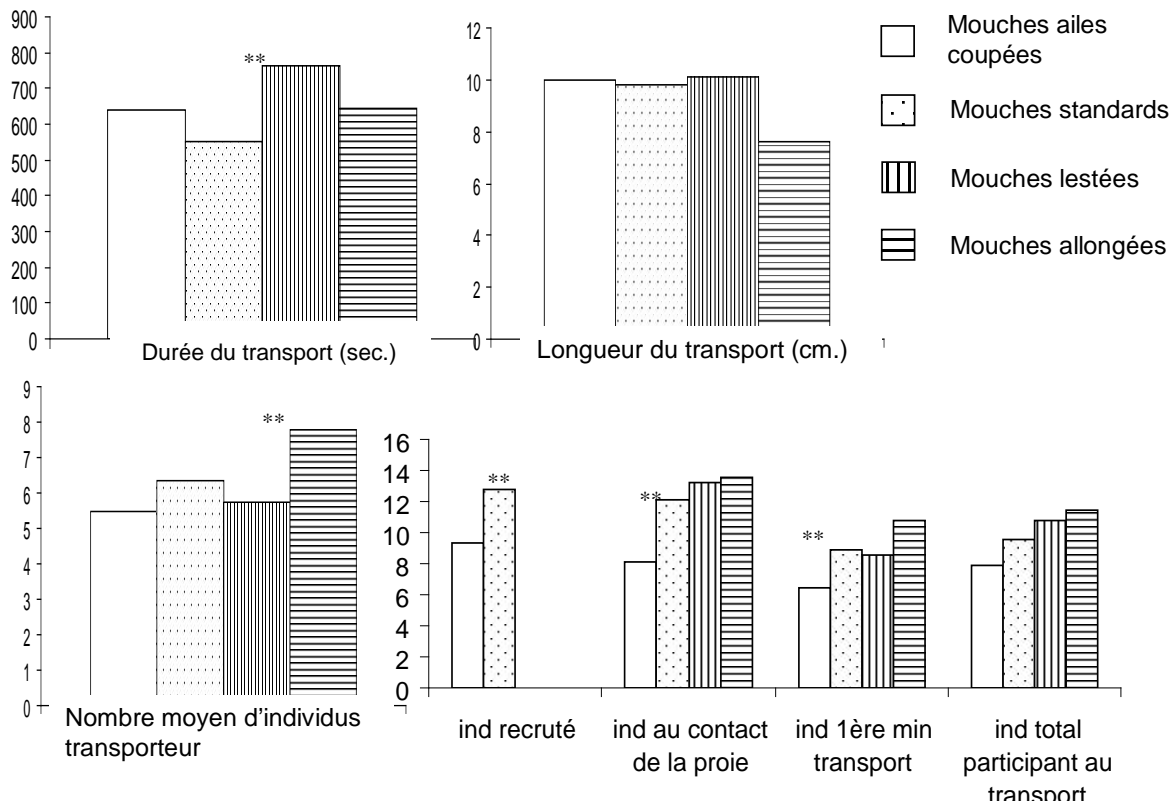 900
800
700
600
500
400
300
200
100
0
**
Durée du transport (sec.)
12
10
8
6
4
2
0
Longueur du transport (cm.)
Mouches ailes
coupées
Mouches standards
Mouches lestées
Mouches allongées
9
8
7
6
5
4
3
2
1
0
**
Nombre moyen d'individus
transporteur
16
14
12
10
8
6
4
2
0
**
**
**
ind recruté
ind au contact
de la proie
ind 1ère min
transport
ind total
participant au
transport